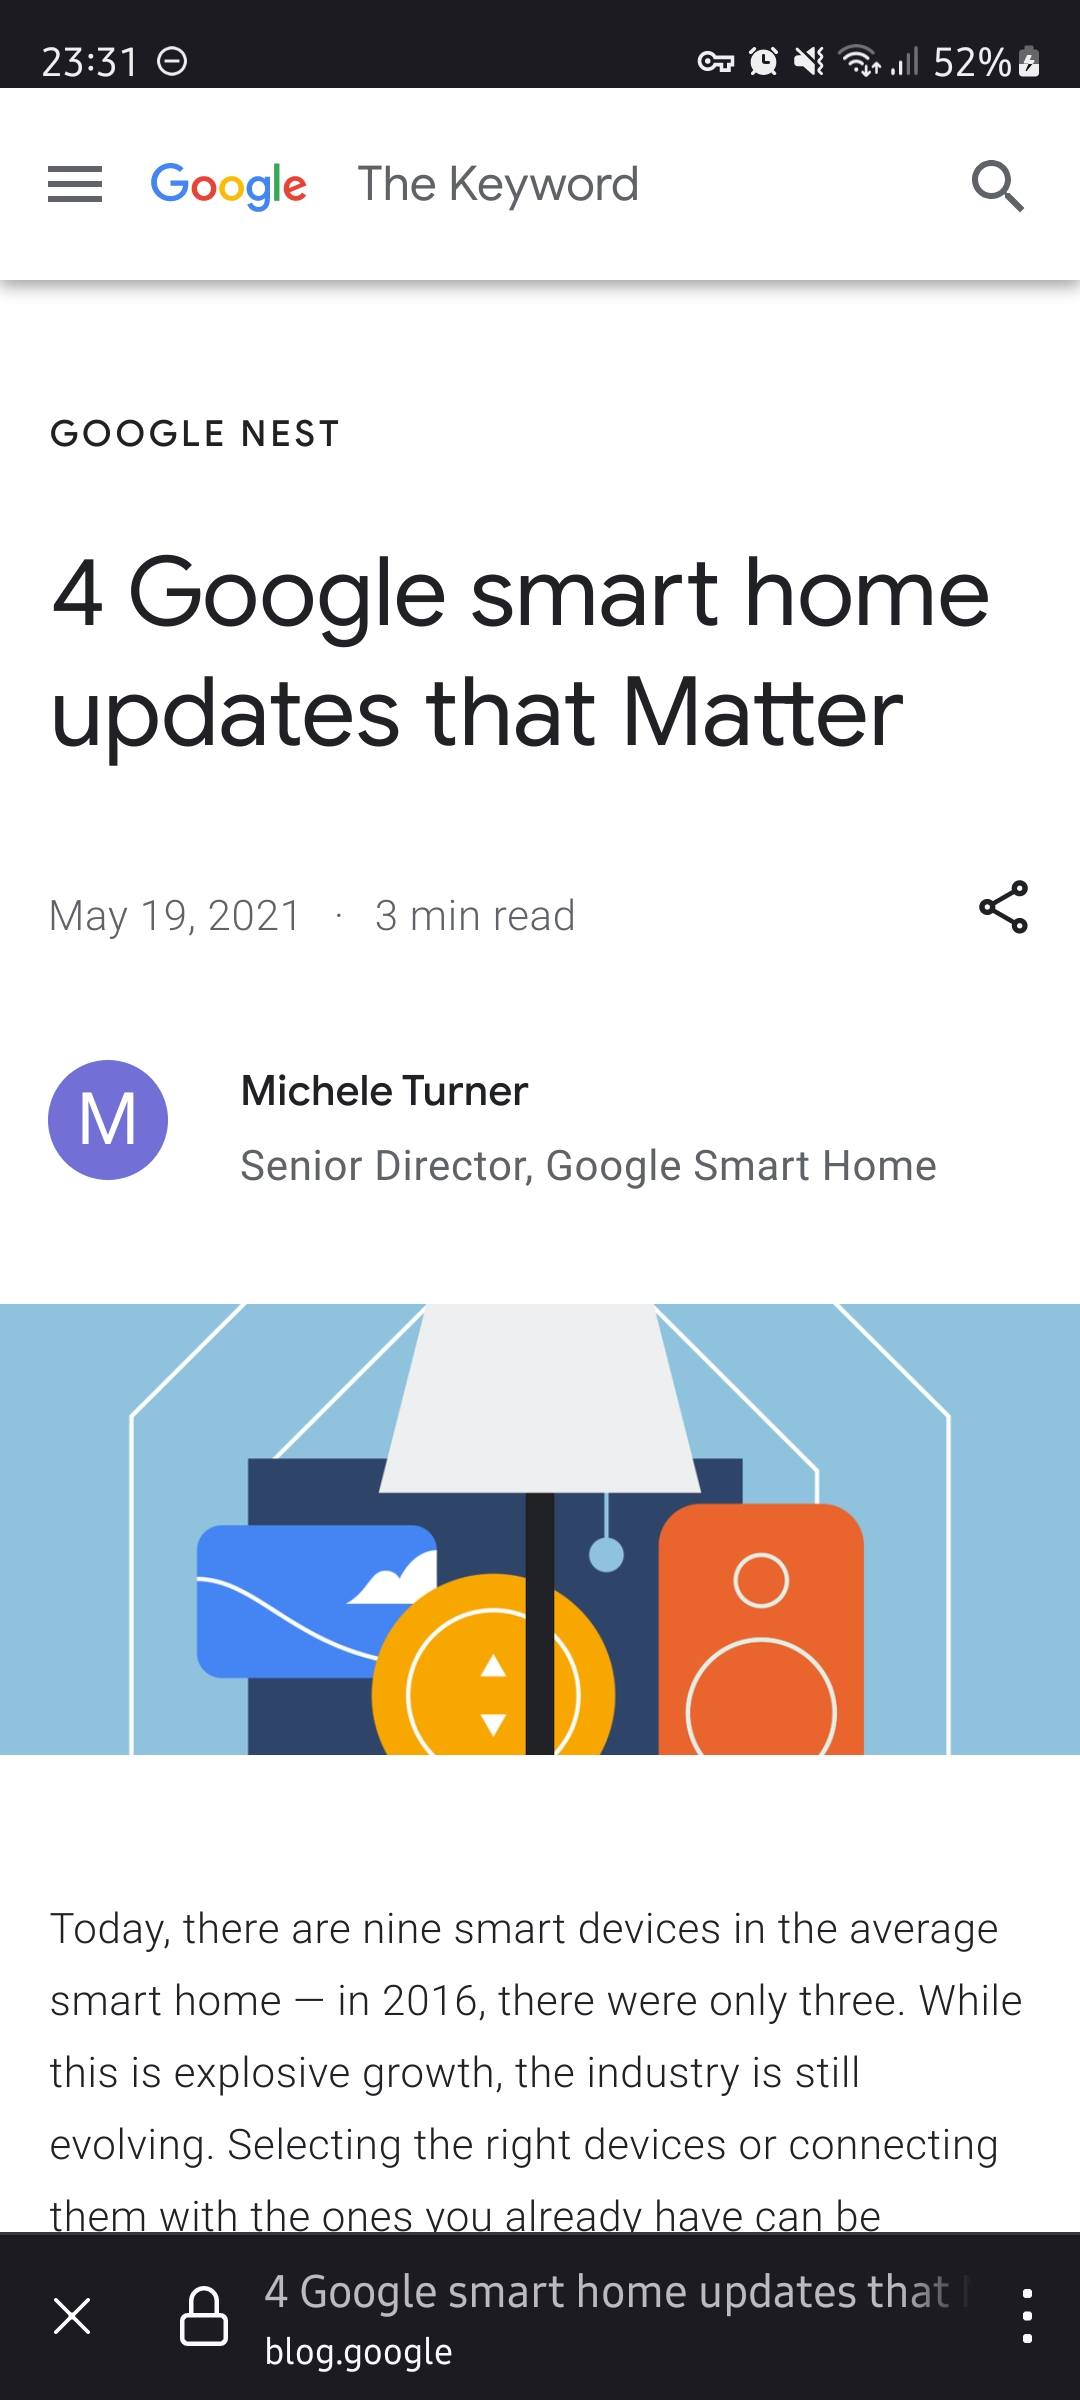 23:31 52%
Google The Keyword
GOOGLE NEST
4 Google smart home
updates that Matter
May 19, 2021 · 3 min read
M
Michele Turner
Senior Director, Google Smart Home
Today, there are nine smart devices in the average
smart home — in 2016, there were only three. While
this is explosive growth, the industry is still
evolving. Selecting the right devices or connecting
them with the ones you already have can be
4 Google smart home updates that
blog.google